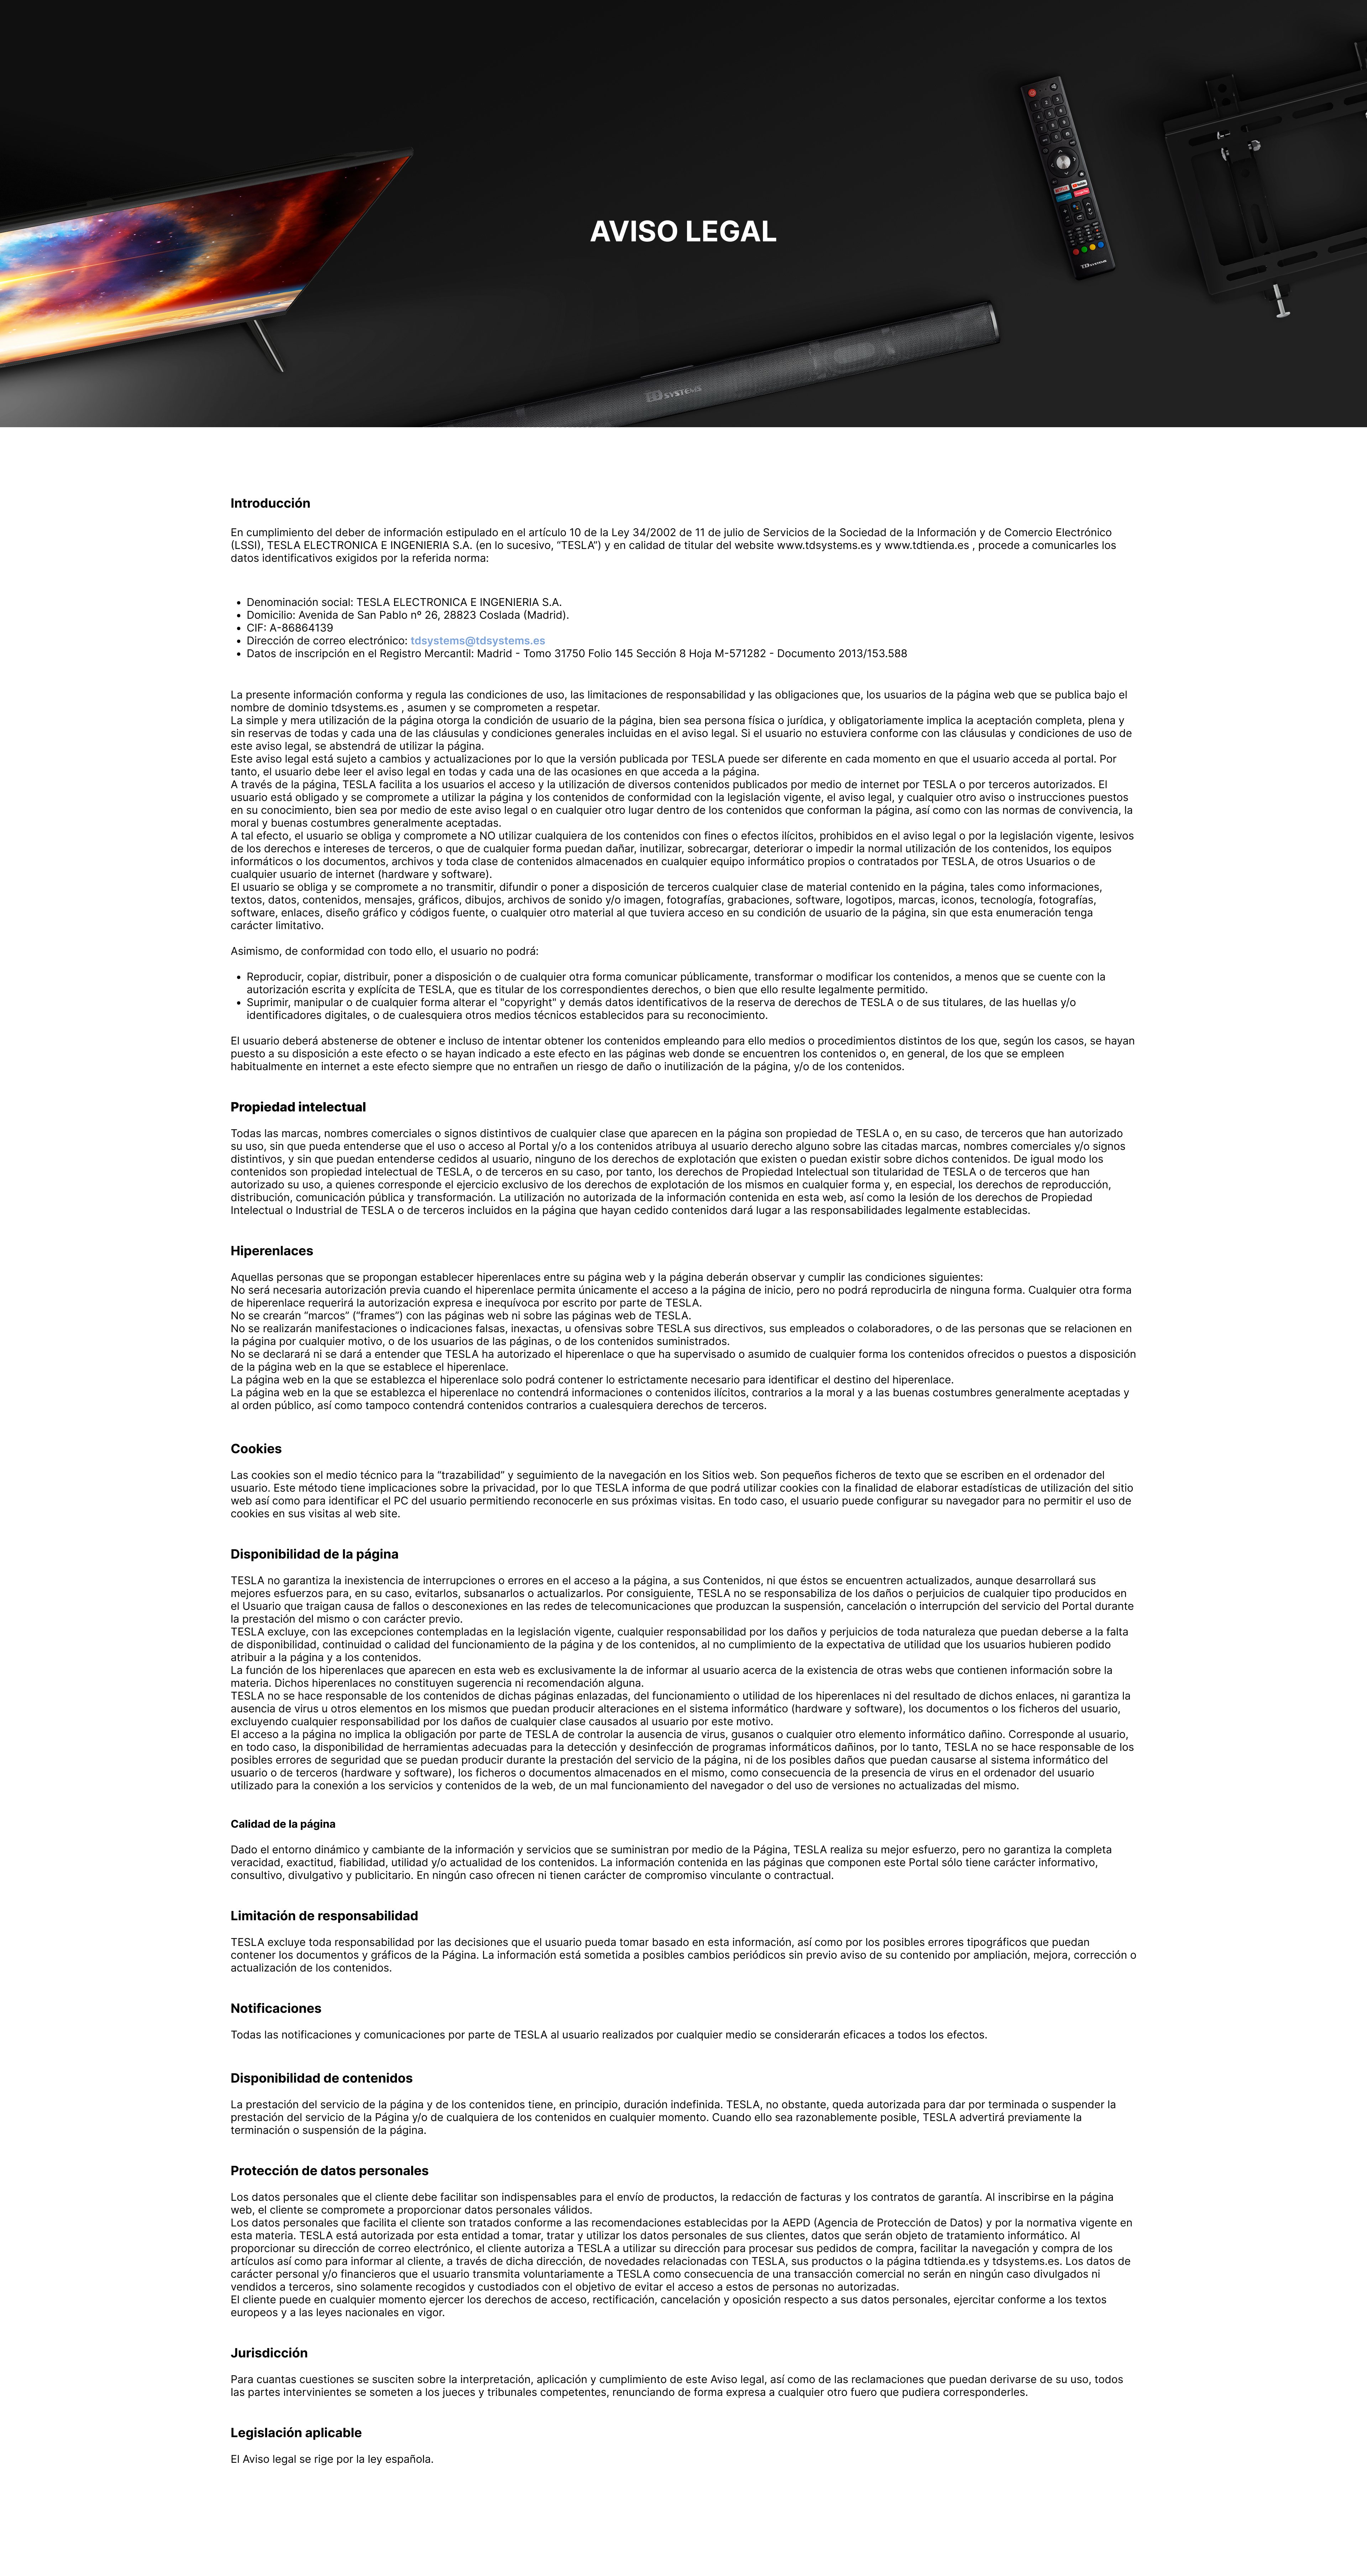 AVISO LEGAL
TD SYSTEMS
TD SYSTEMS
Introducción
En cumplimiento del deber de información estipulado en el artículo 10 de la Ley 34/2002 de 11 de julio de Servicios de la Sociedad de la Información y de Comercio Electrónico
(LSSI), TESLA ELECTRONICA E INGENIERIA S.A. (en lo sucesivo, “TESLA”) y en calidad de titular del website www.tdsystems.es y www.tdtienda.es , procede a comunicarles los
datos identificativos exigidos por la referida norma:
• Denominación social: TESLA ELECTRONICA E INGENIERIA S.A.
• Domicilio: Avenida de San Pablo nº 26, 28823 Coslada (Madrid).
• CIF: A-86864139
• Dirección de correo electrónico: tdsystems@tdsystems.es
• Datos de inscripción en el Registro Mercantil: Madrid - Tomo 31750 Folio 145 Sección 8 Hoja M-571282 - Documento 2013/153.588
La presente información conforma y regula las condiciones de uso, las limitaciones de responsabilidad y las obligaciones que, los usuarios de la página web que se publica bajo el
nombre de dominio tdsystems.es , asumen y se comprometen a respetar.
La simple y mera utilización de la página otorga la condición de usuario de la página, bien sea persona física o jurídica, y obligatoriamente implica la aceptación completa, plena y
sin reservas de todas y cada una de las cláusulas y condiciones generales incluidas en el aviso legal. Si el usuario no estuviera conforme con las cláusulas y condiciones de uso de
este aviso legal, se abstendrá de utilizar la página.
Este aviso legal está sujeto a cambios y actualizaciones por lo que la versión publicada por TESLA puede ser diferente en cada momento en que el usuario acceda al portal. Por
tanto, el usuario debe leer el aviso legal en todas y cada una de las ocasiones en que acceda a la página.
A través de la página, TESLA facilita a los usuarios el acceso y la utilización de diversos contenidos publicados por medio de internet por TESLA o por terceros autorizados. El
usuario está obligado y se compromete a utilizar la página y los contenidos de conformidad con la legislación vigente, el aviso legal, y cualquier otro aviso o instrucciones puestos
en su conocimiento, bien sea por medio de este aviso legal o en cualquier otro lugar dentro de los contenidos que conforman la página, así como con las normas de convivencia, la
moral y buenas costumbres generalmente aceptadas.
A tal efecto, el usuario se obliga y compromete a NO utilizar cualquiera de los contenidos con fines o efectos ilícitos, prohibidos en el aviso legal o por la legislación vigente, lesivos
de los derechos e intereses de terceros, o que de cualquier forma puedan dañar, inutilizar, sobrecargar, deteriorar o impedir la normal utilización de los contenidos, los equipos
informáticos o los documentos, archivos y toda clase de contenidos almacenados en cualquier equipo informático propios o contratados por TESLA, de otros Usuarios o de
cualquier usuario de internet (hardware y software).
El usuario se obliga y se compromete a no transmitir, difundir o poner a disposición de terceros cualquier clase de material contenido en la página, tales como informaciones,
textos, datos, contenidos, mensajes, gráficos, dibujos, archivos de sonido y/o imagen, fotografías, grabaciones, software, logotipos, marcas, iconos, tecnología, fotografías,
software, enlaces, diseño gráfico y códigos fuente, o cualquier otro material al que tuviera acceso en su condición de usuario de la página, sin que esta enumeración tenga
carácter limitativo.
Asimismo, de conformidad con todo ello, el usuario no podrá:
• Reproducir, copiar, distribuir, poner a disposición o de cualquier otra forma comunicar públicamente, transformar o modificar los contenidos, a menos que se cuente con la
autorización escrita y explícita de TESLA, que es titular de los correspondientes derechos, o bien que ello resulte legalmente permitido.
• Suprimir, manipular o de cualquier forma alterar el "copyright" y demás datos identificativos de la reserva de derechos de TESLA o de sus titulares, de las huellas y/o
identificadores digitales, o de cualesquiera otros medios técnicos establecidos para su reconocimiento.
El usuario deberá abstenerse de obtener e incluso de intentar obtener los contenidos empleando para ello medios o procedimientos distintos de los que, según los casos, se hayan
puesto a su disposición a este efecto o se hayan indicado a este efecto en las páginas web donde se encuentren los contenidos o, en general, de los que se empleen
habitualmente en internet a este efecto siempre que no entrañen un riesgo de daño o inutilización de la página, y/o de los contenidos.
Propiedad intelectual
Todas las marcas, nombres comerciales o signos distintivos de cualquier clase que aparecen en la página son propiedad de TESLA o, en su caso, de terceros que han autorizado
su uso, sin que pueda entenderse que el uso o acceso al Portal y/o a los contenidos atribuya al usuario derecho alguno sobre las citadas marcas, nombres comerciales y/o signos
distintivos, y sin que puedan entenderse cedidos al usuario, ninguno de los derechos de explotación que existen o puedan existir sobre dichos contenidos. De igual modo los
contenidos son propiedad intelectual de TESLA, o de terceros en su caso, por tanto, los derechos de Propiedad Intelectual son titularidad de TESLA o de terceros que han
autorizado su uso, a quienes corresponde el ejercicio exclusivo de los derechos de explotación de los mismos en cualquier forma y, en especial, los derechos de reproducción,
distribución, comunicación pública y transformación. La utilización no autorizada de la información contenida en esta web, así como la lesión de los derechos de Propiedad
Intelectual o Industrial de TESLA o de terceros incluidos en la página que hayan cedido contenidos dará lugar a las responsabilidades legalmente establecidas.
Hiperenlaces
Aquellas personas que se propongan establecer hiperenlaces entre su página web y la página deberán observar y cumplir las condiciones siguientes:
No será necesaria autorización previa cuando el hiperenlace permita únicamente el acceso a la página de inicio, pero no podrá reproducirla de ninguna forma. Cualquier otra forma
de hiperenlace requerirá la autorización expresa e inequívoca por escrito por parte de TESLA.
No se crearán “marcos” (“frames”) con las páginas web ni sobre las páginas web de TESLA.
No se realizarán manifestaciones o indicaciones falsas, inexactas, u ofensivas sobre TESLA sus directivos, sus empleados o colaboradores, o de las personas que se relacionen en
la página por cualquier motivo, o de los usuarios de las páginas, o de los contenidos suministrados.
No se declarará ni se dará a entender que TESLA ha autorizado el hiperenlace o que ha supervisado o asumido de cualquier forma los contenidos ofrecidos o puestos a disposición
de la página web en la que se establece el hiperenlace.
La página web en la que se establezca el hiperenlace solo podrá contener lo estrictamente necesario para identificar el destino del hiperenlace.
La página web en la que se establezca el hiperenlace no contendrá informaciones o contenidos ilícitos, contrarios a la moral y a las buenas costumbres generalmente aceptadas y
al orden público, así como tampoco contendrá contenidos contrarios a cualesquiera derechos de terceros.
Cookies
Las cookies son el medio técnico para la “trazabilidad” y seguimiento de la navegación en los Sitios web. Son pequeños ficheros de texto que se escriben en el ordenador del
usuario. Este método tiene implicaciones sobre la privacidad, por lo que TESLA informa de que podrá utilizar cookies con la finalidad de elaborar estadísticas de utilización del sitio
web así como para identificar el PC del usuario permitiendo reconocerle en sus próximas visitas. En todo caso, el usuario puede configurar su navegador para no permitir el uso de
cookies en sus visitas al web site.
Disponibilidad de la página
TESLA no garantiza la inexistencia de interrupciones o errores en el acceso a la página, a sus Contenidos, ni que éstos se encuentren actualizados, aunque desarrollará sus
mejores esfuerzos para, en su caso, evitarlos, subsanarlos o actualizarlos. Por consiguiente, TESLA no se responsabiliza de los daños o perjuicios de cualquier tipo producidos en
el Usuario que traigan causa de fallos o desconexiones en las redes de telecomunicaciones que produzcan la suspensión, cancelación o interrupción del servicio del Portal durante
la prestación del mismo o con carácter previo.
TESLA excluye, con las excepciones contempladas en la legislación vigente, cualquier responsabilidad por los daños y perjuicios de toda naturaleza que puedan deberse a la falta
de disponibilidad, continuidad o calidad del funcionamiento de la página y de los contenidos, al no cumplimiento de la expectativa de utilidad que los usuarios hubieren podido
atribuir a la página y a los contenidos.
La función de los hiperenlaces que aparecen en esta web es exclusivamente la de informar al usuario acerca de la existencia de otras webs que contienen información sobre la
materia. Dichos hiperenlaces no constituyen sugerencia ni recomendación alguna.
TESLA no se hace responsable de los contenidos de dichas páginas enlazadas, del funcionamiento o utilidad de los hiperenlaces ni del resultado de dichos enlaces, ni garantiza la
ausencia de virus u otros elementos en los mismos que puedan producir alteraciones en el sistema informático (hardware y software), los documentos o los ficheros del usuario,
excluyendo cualquier responsabilidad por los daños de cualquier clase causados al usuario por este motivo.
El acceso a la página no implica la obligación por parte de TESLA de controlar la ausencia de virus, gusanos o cualquier otro elemento informático dañino. Corresponde al usuario,
en todo caso, la disponibilidad de herramientas adecuadas para la detección y desinfección de programas informáticos dañinos, por lo tanto, TESLA no se hace responsable de los
posibles errores de seguridad que se puedan producir durante la prestación del servicio de la página, ni de los posibles daños que puedan causarse al sistema informático del
usuario o de terceros (hardware y software), los ficheros o documentos almacenados en el mismo, como consecuencia de la presencia de virus en el ordenador del usuario
utilizado para la conexión a los servicios y contenidos de la web, de un mal funcionamiento del navegador o del uso de versiones no actualizadas del mismo.
Calidad de la página
Dado el entorno dinámico y cambiante de la información y servicios que se suministran por medio de la Página, TESLA realiza su mejor esfuerzo, pero no garantiza la completa
veracidad, exactitud, fiabilidad, utilidad y/o actualidad de los contenidos. La información contenida en las páginas que componen este Portal sólo tiene carácter informativo,
consultivo, divulgativo y publicitario. En ningún caso ofrecen ni tienen carácter de compromiso vinculante o contractual.
Limitación de responsabilidad
TESLA excluye toda responsabilidad por las decisiones que el usuario pueda tomar basado en esta información, así como por los posibles errores tipográficos que puedan
contener los documentos y gráficos de la Página. La información está sometida a posibles cambios periódicos sin previo aviso de su contenido por ampliación, mejora, corrección o
actualización de los contenidos.
Notificaciones
Todas las notificaciones y comunicaciones por parte de TESLA al usuario realizados por cualquier medio se considerarán eficaces a todos los efectos.
Disponibilidad de contenidos
La prestación del servicio de la página y de los contenidos tiene, en principio, duración indefinida. TESLA, no obstante, queda autorizada para dar por terminada o suspender la
prestación del servicio de la Página y/o de cualquiera de los contenidos en cualquier momento. Cuando ello sea razonablemente posible, TESLA advertirá previamente la
terminación o suspensión de la página.
Protección de datos personales
Los datos personales que el cliente debe facilitar son indispensables para el envío de productos, la redacción de facturas y los contratos de garantía. Al inscribirse en la página
web, el cliente se compromete a proporcionar datos personales válidos.
Los datos personales que facilita el cliente son tratados conforme a las recomendaciones establecidas por la AEPD (Agencia de Protección de Datos) y por la normativa vigente en
esta materia. TESLA está autorizada por esta entidad a tomar, tratar y utilizar los datos personales de sus clientes, datos que serán objeto de tratamiento informático. Al
proporcionar su dirección de correo electrónico, el cliente autoriza a TESLA a utilizar su dirección para procesar sus pedidos de compra, facilitar la navegación y compra de los
artículos así como para informar al cliente, a través de dicha dirección, de novedades relacionadas con TESLA, sus productos o la página tdtienda.es y tdsystems.es. Los datos de
carácter personal y/o financieros que el usuario transmita voluntariamente a TESLA como consecuencia de una transacción comercial no serán en ningún caso divulgados ni
vendidos a terceros, sino solamente recogidos y custodiados con el objetivo de evitar el acceso a estos de personas no autorizadas.
El cliente puede en cualquier momento ejercer los derechos de acceso, rectificación, cancelación y oposición respecto a sus datos personales, ejercitar conforme a los textos
europeos y a las leyes nacionales en vigor.
Jurisdicción
Para cuantas cuestiones se susciten sobre la interpretación, aplicación y cumplimiento de este Aviso legal, así como de las reclamaciones que puedan derivarse de su uso, todos
las partes intervinientes se someten a los jueces y tribunales competentes, renunciando de forma expresa a cualquier otro fuero que pudiera corresponderles.
Legislación aplicable
El Aviso legal se rige por la ley española.